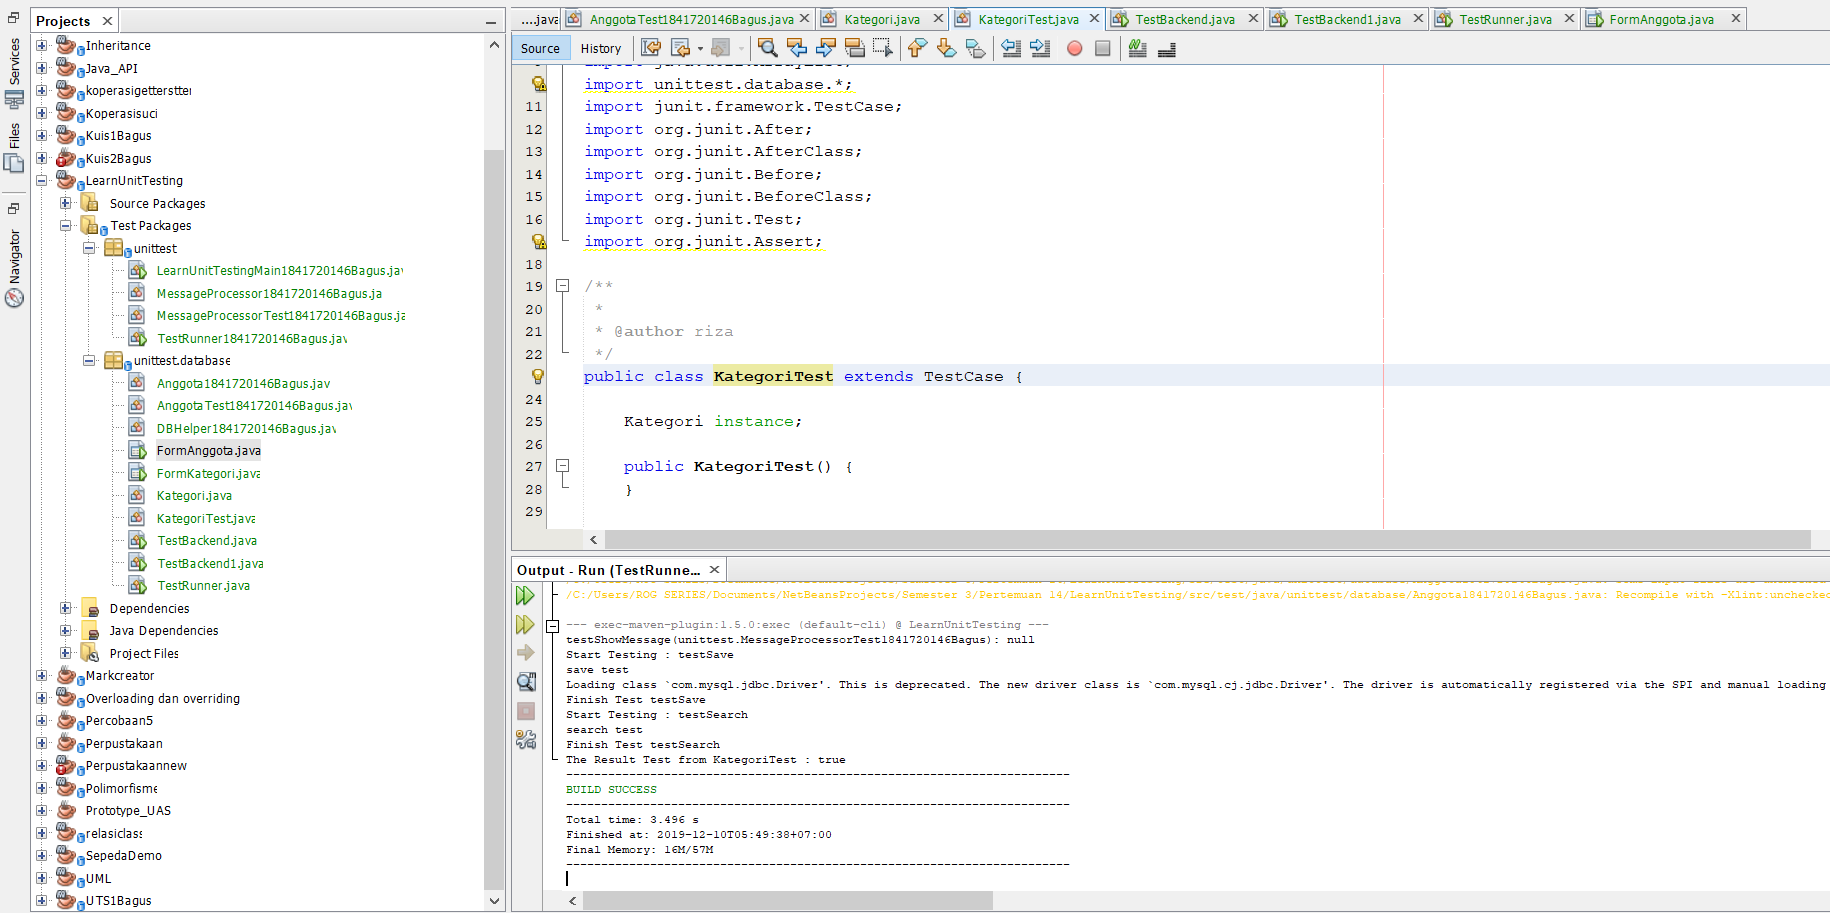 Services
Files
Navigator
Projects
Inheritance
Java_API
koperasigetterstter
Koperasisuci
Kuis1Bagus
Kuis2Bagus
LearnUnitTesting
Source Packages
Test Packages
unittest
LearnUnitTestingMain1841720146Bagus.jav
MessageProcessor1841720146Bagus.ja
MessageProcessorTest1841720146Bagus.ja
TestRunner1841720146Bagus.jav
unittest.database
Anggota1841720146Bagus.jav
AnggotaTest1841720146Bagus.jav
DBHelper1841720146Bagus.jav
FormAnggota.java
FormKategori.java
Kategori.java
KategoriTest.java
TestBackend.java
TestBackend1.java
TestRunner.java
Dependencies
Java Dependencies
Project Files
Markcreator
Overloading dan overriding
Percobaan5
Perpustakaan
Perpustakaannew
Polimorfisme
Prototype_UAS
relasiclass
SepedaDemo
UML
UTS1Bagus
....java AnggotaTest1841720146Bagus.java Kategori.java KategoriTest.java TestBackend.java TestBackend1.java TestRunner.java FormAnggota.java
Source History
import unittest.database.*;
11 import junit.framework.TestCase;
12 import org.junit.After;
13 import org.junit.AfterClass;
14 import org.junit.Before;
15 import org.junit.BeforeClass;
16 import org.junit.Test;
import org.junit.Assert;
18
19 /**
20 *
21 * @author riza
22 */
public class KategoriTest extends TestCase {
24
25 Kategori instance;
26
27 public KategoriTest() {
28 }
29
Output - Run (TestRunne...
/C:/Users/ROG SERIES/Documents/NetBeansProjects/Semester 3/Pertemuan 14/LearnUnitTesting/src/test/java/unittest/database/Anggota1841720146Bagus.java: Recompile with -Xlint:unchecked
--- exec-maven-plugin:1.5.0:exec (default-cli) @ LearnUnitTesting ---
testShowMessage(unittest.MessageProcessorTest1841720146Bagus): null
Start Testing : testSave
save test
Loading class `com.mysql.jdbc.Driver'. This is deprecated. The new driver class is `com.mysql.cj.jdbc.Driver'. The driver is automatically registered via the SPI and manual loading
Finish Test testSave
Start Testing : testSearch
search test
Finish Test testSearch
The Result Test from KategoriTest : true
------------------------------------------------------------------------
BUILD SUCCESS
------------------------------------------------------------------------
Total time: 3.496 s
Finished at: 2019-12-10T05:49:38+07:00
Final Memory: 16M/57M
------------------------------------------------------------------------